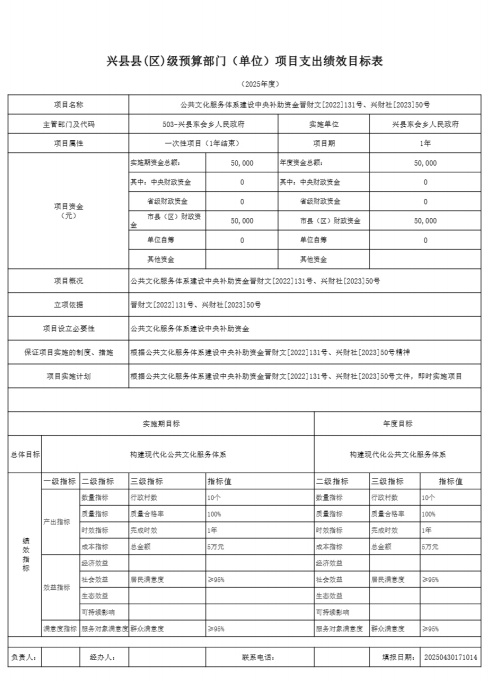 兴县县(区)级预算部门（单位）项目支出绩效目标表
（2025年度）
项目名称 公共文化服务体系建设中央补助资金晋财文[2022]131号、兴财社[2023]50号
主管部门及代码 503-兴县东会乡人民政府 实施单位 兴县东会乡人民政府
项目属性 一次性项目（1年结束） 项目期 1年
项目资金（元）
实施期资金总额： 50,000 年度资金总额： 50,000
其中：中央财政资金 0 其中：中央财政资金 0
省级财政资金 0 省级财政资金 0
市县（区）财政资金 50,000 市县（区）财政资金 50,000
单位自筹 0 单位自筹 0
其他资金 其他资金
项目概况 公共文化服务体系建设中央补助资金晋财文[2022]131号、兴财社[2023]50号
立项依据 晋财文[2022]131号、兴财社[2023]50号
项目设立必要性 公共文化服务体系建设中央补助资金
保证项目实施的制度、措施 根据公共文化服务体系建设中央补助资金晋财文[2022]131号、兴财社[2023]50号精神
项目实施计划 根据公共文化服务体系建设中央补助资金晋财文[2022]131号、兴财社[2023]50号文件，即时实施项目
实施期目标 年度目标
总体目标 构建现代化公共文化服务体系 构建现代化公共文化服务体系
绩效指标
一级指标 二级指标 三级指标 指标值 二级指标 三级指标 指标值
产出指标
数量指标 行政村数 10个 数量指标 行政村数 10个
质量指标 质量合格率 100% 质量指标 质量合格率 100%
时效指标 完成时效 1年 时效指标 完成时效 1年
成本指标 总金额 5万元 成本指标 总金额 5万元
效益指标
经济效益 经济效益
社会效益 居民满意度 ≥95% 社会效益 居民满意度 ≥95%
生态效益 生态效益
可持续影响 可持续影响
满意度指标 服务对象满意度 群众满意度 ≥95% 服务对象满意度 群众满意度 ≥95%
负责人： 经办人： 联系电话： 填报日期： 20250430171014